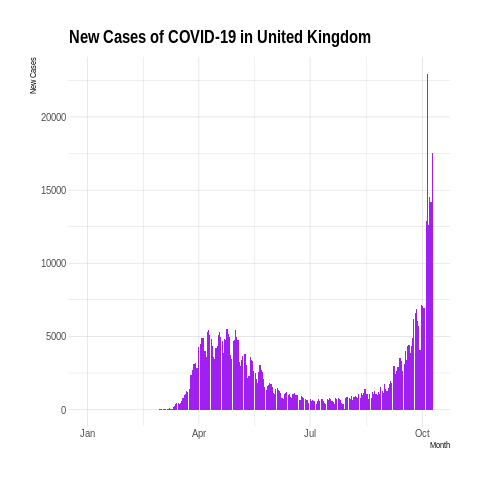 New Cases of COVID-19 in United Kingdom
New Cases
20000
15000
10000
5000
0
Jan Apr Jul Oct
Month